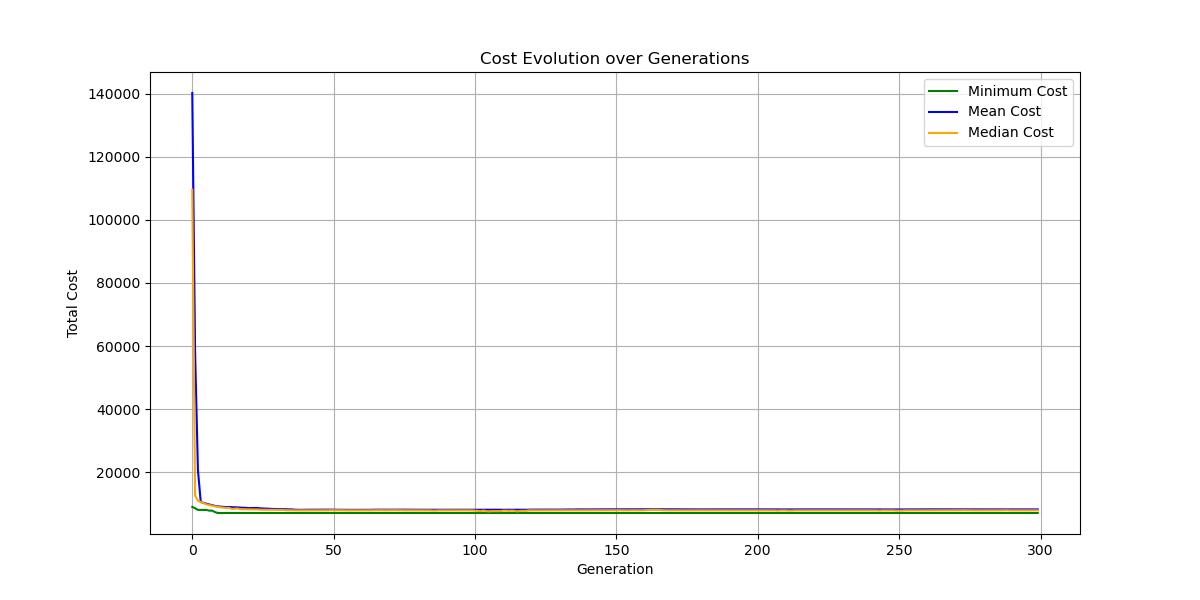 Cost Evolution over Generations
Minimum Cost
Mean Cost
Median Cost
Total Cost
140000
120000
100000
80000
60000
40000
20000
0
50
100
150
200
250
300
Generation